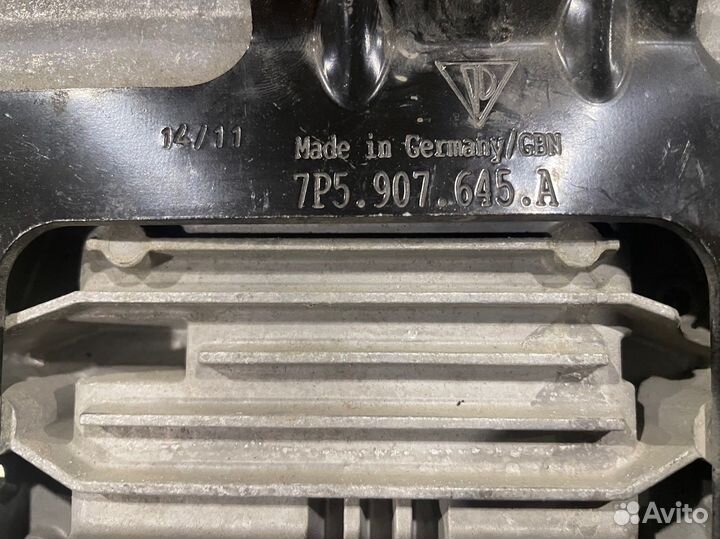 14/11
Made in Germany/GBN
7P5.907.645.A
Avito